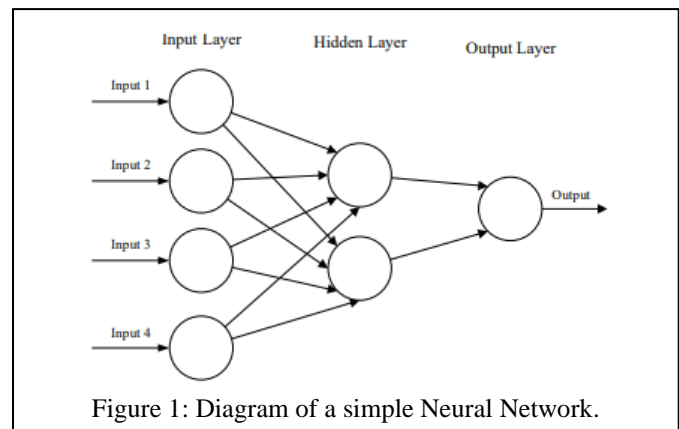 Input Layer
Hidden Layer
Output Layer
Input 1
Input 2
Input 3
Input 4
Output
Figure 1: Diagram of a simple Neural Network.